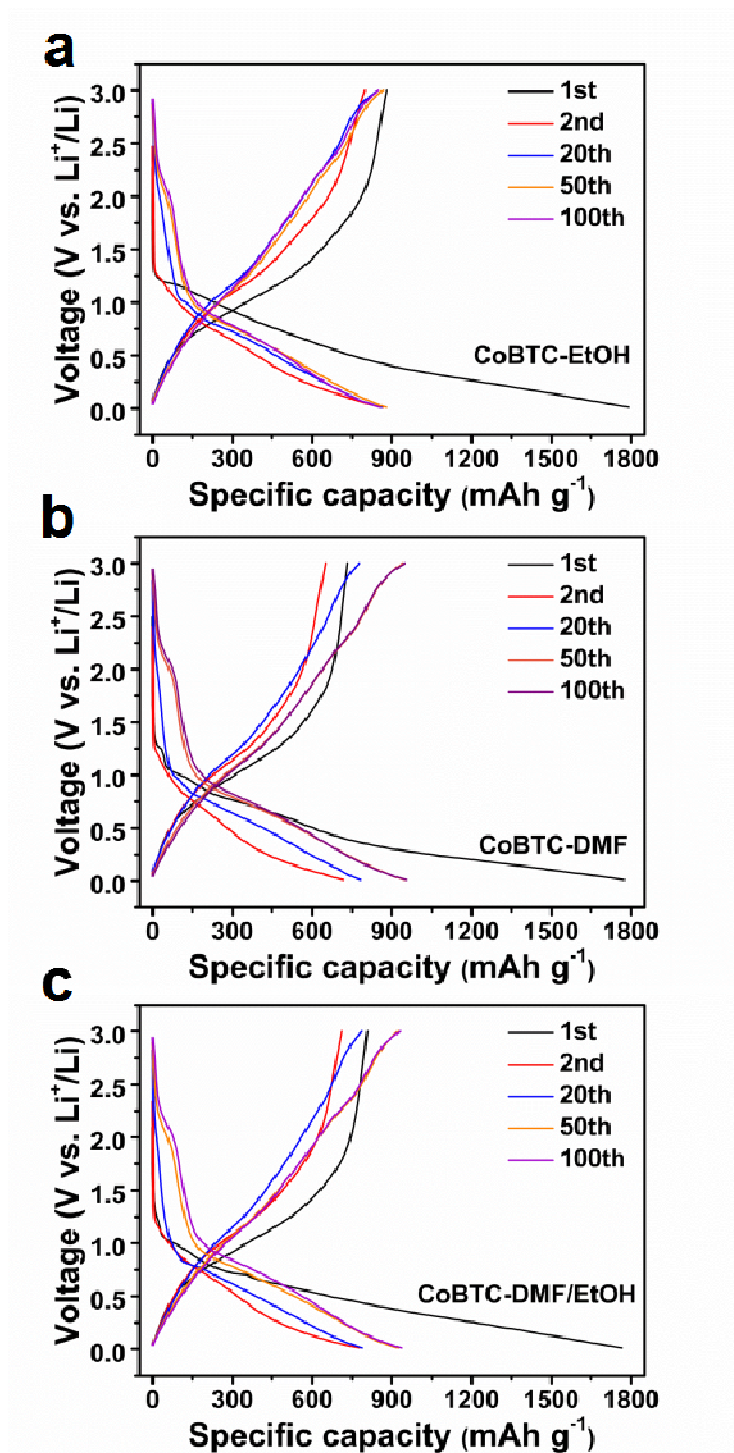 a
3.0
2.5
2.0
1.5
1.0
0.5
0.0
Voltage (V vs. Li⁺/Li)
1st
2nd
20th
50th
100th
CoBTC-EtOH
0 300 600 900 1200 1500 1800
Specific capacity (mAh g⁻¹)
b
3.0
2.5
2.0
1.5
1.0
0.5
0.0
Voltage (V vs. Li⁺/Li)
1st
2nd
20th
50th
100th
CoBTC-DMF
0 300 600 900 1200 1500 1800
Specific capacity (mAh g⁻¹)
c
3.0
2.5
2.0
1.5
1.0
0.5
0.0
Voltage (V vs. Li⁺/Li)
1st
2nd
20th
50th
100th
CoBTC-DMF/EtOH
0 300 600 900 1200 1500 1800
Specific capacity (mAh g⁻¹)